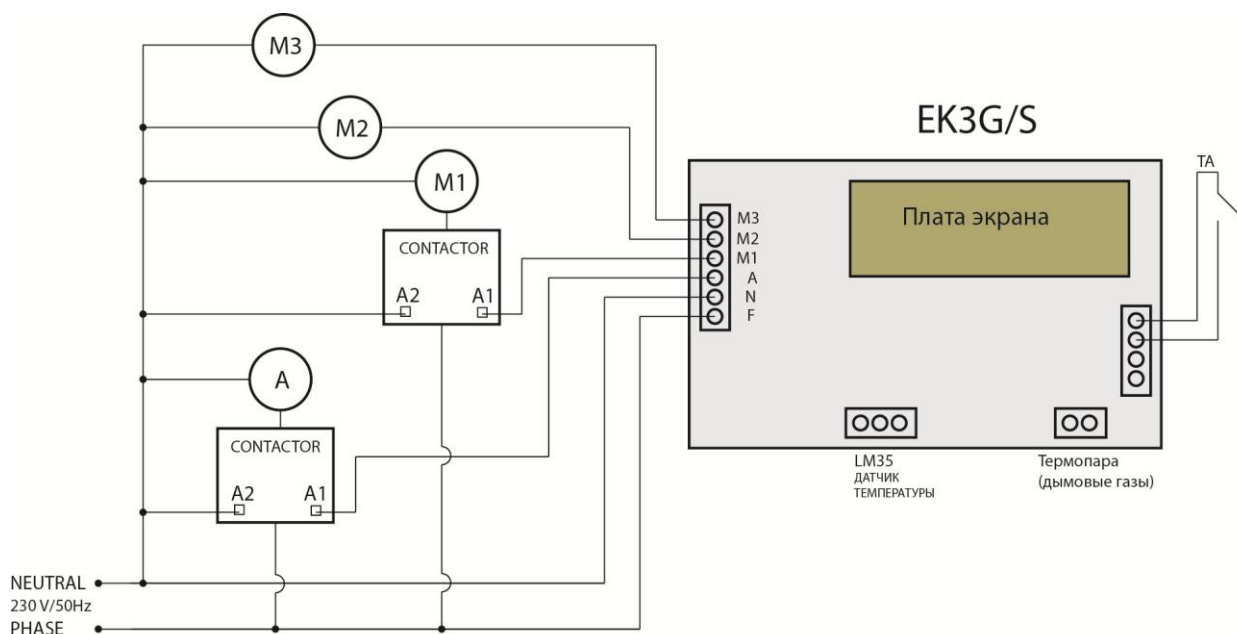 M3
EK3G/S
M2
TA
M1
Плата экрана
M3
M2
M1
A
N
F
CONTACTOR
A2
A1
A
CONTACTOR
A2
A1
LM35
ДАТЧИК
ТЕМПЕРАТУРЫ
Термопара
(дымовые газы)
NEUTRAL
230 V/50Hz
PHASE